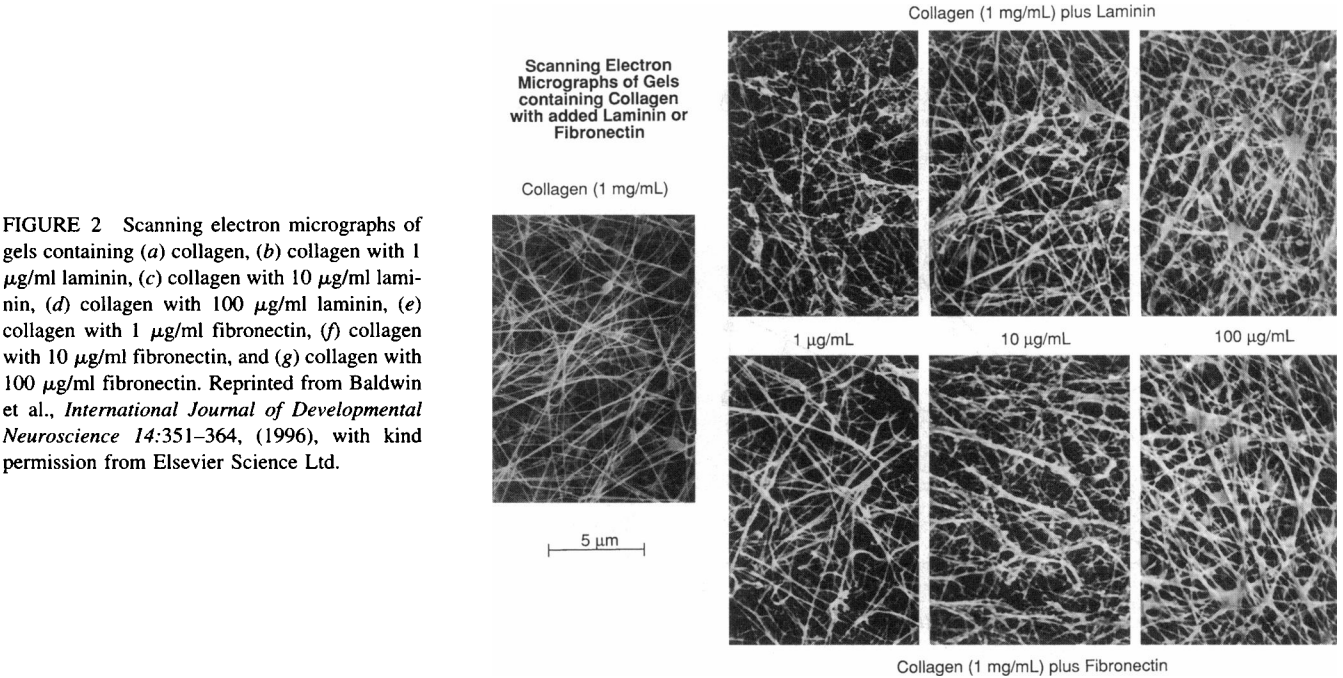 FIGURE 2 Scanning electron micrographs of
gels containing (a) collagen, (b) collagen with 1
μg/ml laminin, (c) collagen with 10 μg/ml lami-
nin, (d) collagen with 100 μg/ml laminin, (e)
collagen with 1 μg/ml fibronectin, (f) collagen
with 10 μg/ml fibronectin, and (g) collagen with
100 μg/ml fibronectin. Reprinted from Baldwin
et al., International Journal of Developmental
Neuroscience 14:351–364, (1996), with kind
permission from Elsevier Science Ltd.
Scanning Electron
Micrographs of Gels
containing Collagen
with added Laminin or
Fibronectin
Collagen (1 mg/mL)
5 μm
Collagen (1 mg/mL) plus Laminin
1 μg/mL
10 μg/mL
100 μg/mL
Collagen (1 mg/mL) plus Fibronectin